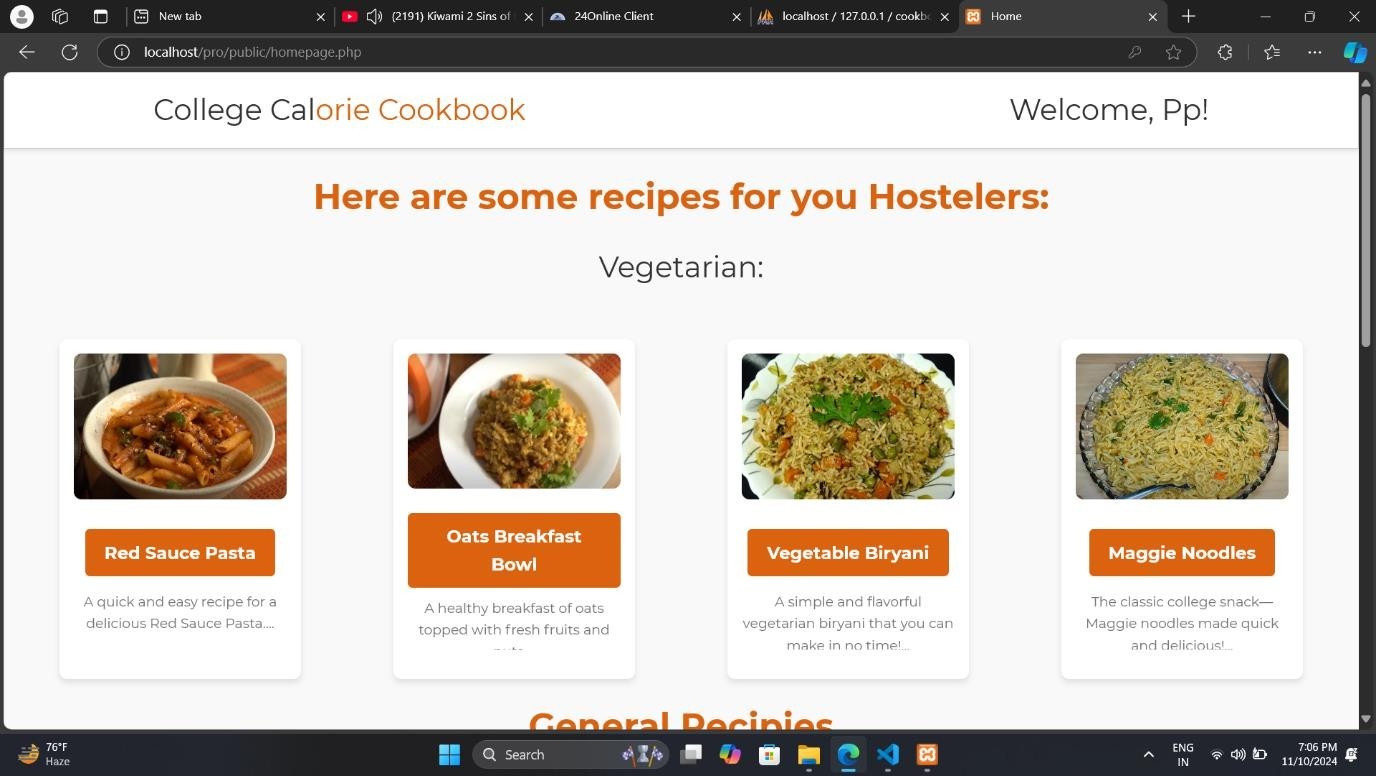 New tab
(2191) Kiwami 2 Sins of
24Online Client
localhost / 127.0.0.1 / cookb
Home
localhost/pro/public/homepage.php
College Calorie Cookbook
Welcome, Pp!
Here are some recipes for you Hostelers:
Vegetarian:
Red Sauce Pasta
A quick and easy recipe for a
delicious Red Sauce Pasta....
Oats Breakfast
Bowl
A healthy breakfast of oats
topped with fresh fruits and
nuts...
Vegetable Biryani
A simple and flavorful
vegetarian biryani that you can
make in no time!...
Maggie Noodles
The classic college snack—
Maggie noodles made quick
and delicious!...
General Recipies
76°F
Haze
Search
ENG
IN
7:06 PM
11/10/2024